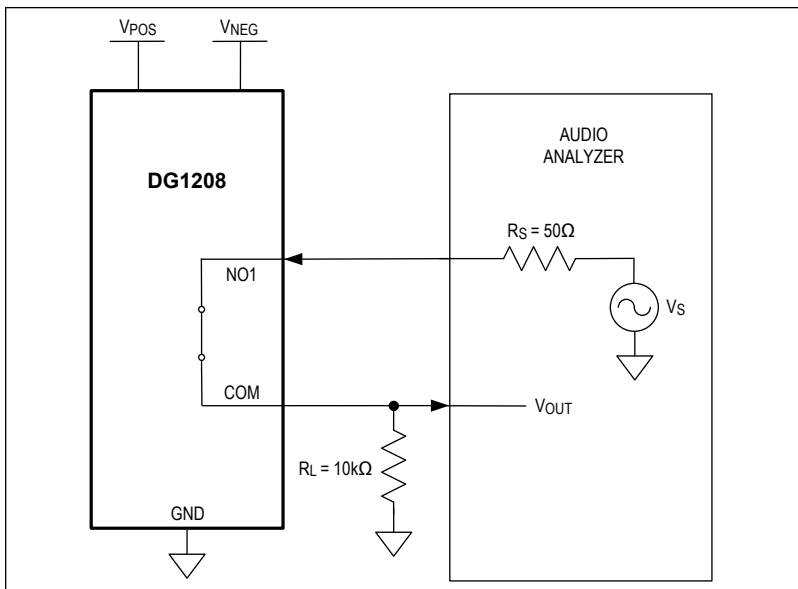 VPOS
VNEG
AUDIO
ANALYZER
DG1208
RS = 50Ω
NO1
VS
COM
VOUT
RL = 10kΩ
GND